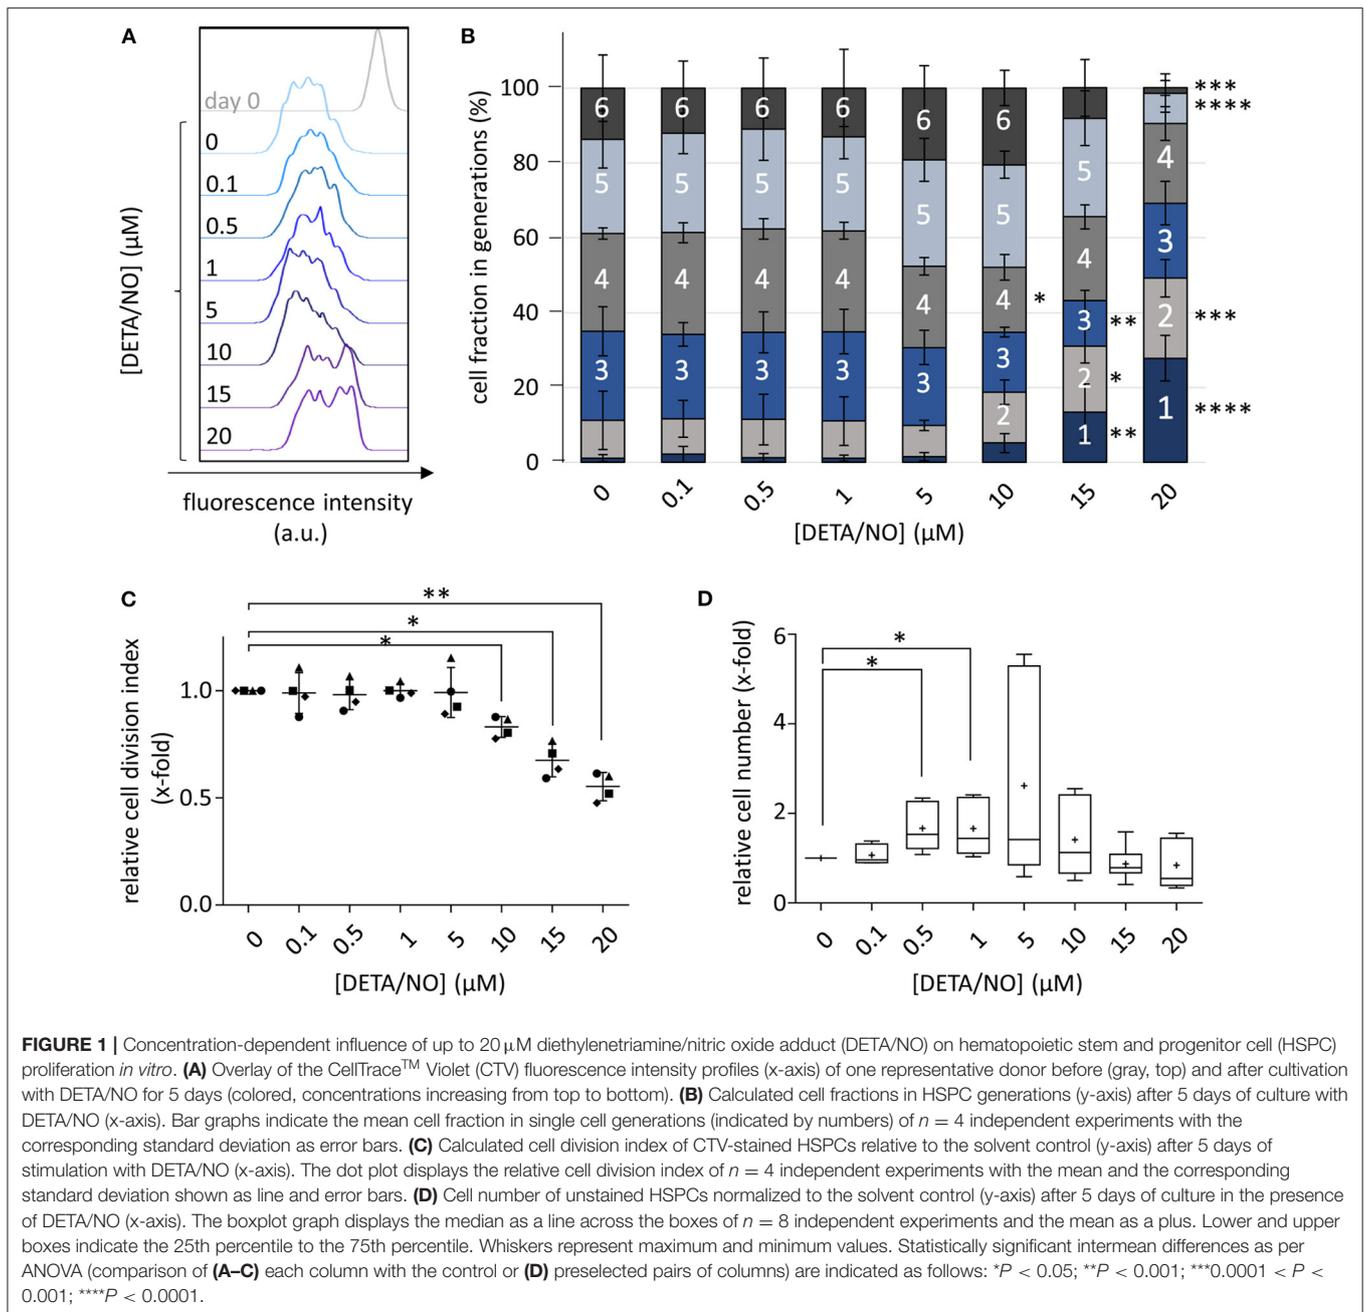 A
day 0
0
0.1
0.5
1
5
10
15
20
[DETA/NO] (µM)
fluorescence intensity
(a.u.)
B
cell fraction in generations (%)
100
80
60
40
20
0
6 6 6 6 6 6
5 5 5 5 5 5 5
4 4 4 4 4 4 4 4
3 3 3 3 3 3 3 3
2 2 2
1 1
***
****
*
**
*
**
***
****
0 0.1 0.5 1 5 10 15 20
[DETA/NO] (µM)
C
relative cell division index
(x-fold)
1.0
0.5
0.0
**
*
*
0 0.1 0.5 1 5 10 15 20
[DETA/NO] (µM)
D
relative cell number (x-fold)
6
4
2
0
*
*
0 0.1 0.5 1 5 10 15 20
[DETA/NO] (µM)
FIGURE 1 | Concentration-dependent influence of up to 20 µM diethylenetriamine/nitric oxide adduct (DETA/NO) on hematopoietic stem and progenitor cell (HSPC)
proliferation in vitro. (A) Overlay of the CellTrace™ Violet (CTV) fluorescence intensity profiles (x-axis) of one representative donor before (gray, top) and after cultivation
with DETA/NO for 5 days (colored, concentrations increasing from top to bottom). (B) Calculated cell fractions in HSPC generations (y-axis) after 5 days of culture with
DETA/NO (x-axis). Bar graphs indicate the mean cell fraction in single cell generations (indicated by numbers) of n = 4 independent experiments with the
corresponding standard deviation as error bars. (C) Calculated cell division index of CTV-stained HSPCs relative to the solvent control (y-axis) after 5 days of
stimulation with DETA/NO (x-axis). The dot plot displays the relative cell division index of n = 4 independent experiments with the mean and the corresponding
standard deviation shown as line and error bars. (D) Cell number of unstained HSPCs normalized to the solvent control (y-axis) after 5 days of culture in the presence
of DETA/NO (x-axis). The boxplot graph displays the median as a line across the boxes of n = 8 independent experiments and the mean as a plus. Lower and upper
boxes indicate the 25th percentile to the 75th percentile. Whiskers represent maximum and minimum values. Statistically significant intermean differences as per
ANOVA (comparison of (A–C) each column with the control or (D) preselected pairs of columns) are indicated as follows: *P < 0.05; **P < 0.001; ***0.0001 < P <
0.001; ****P < 0.0001.